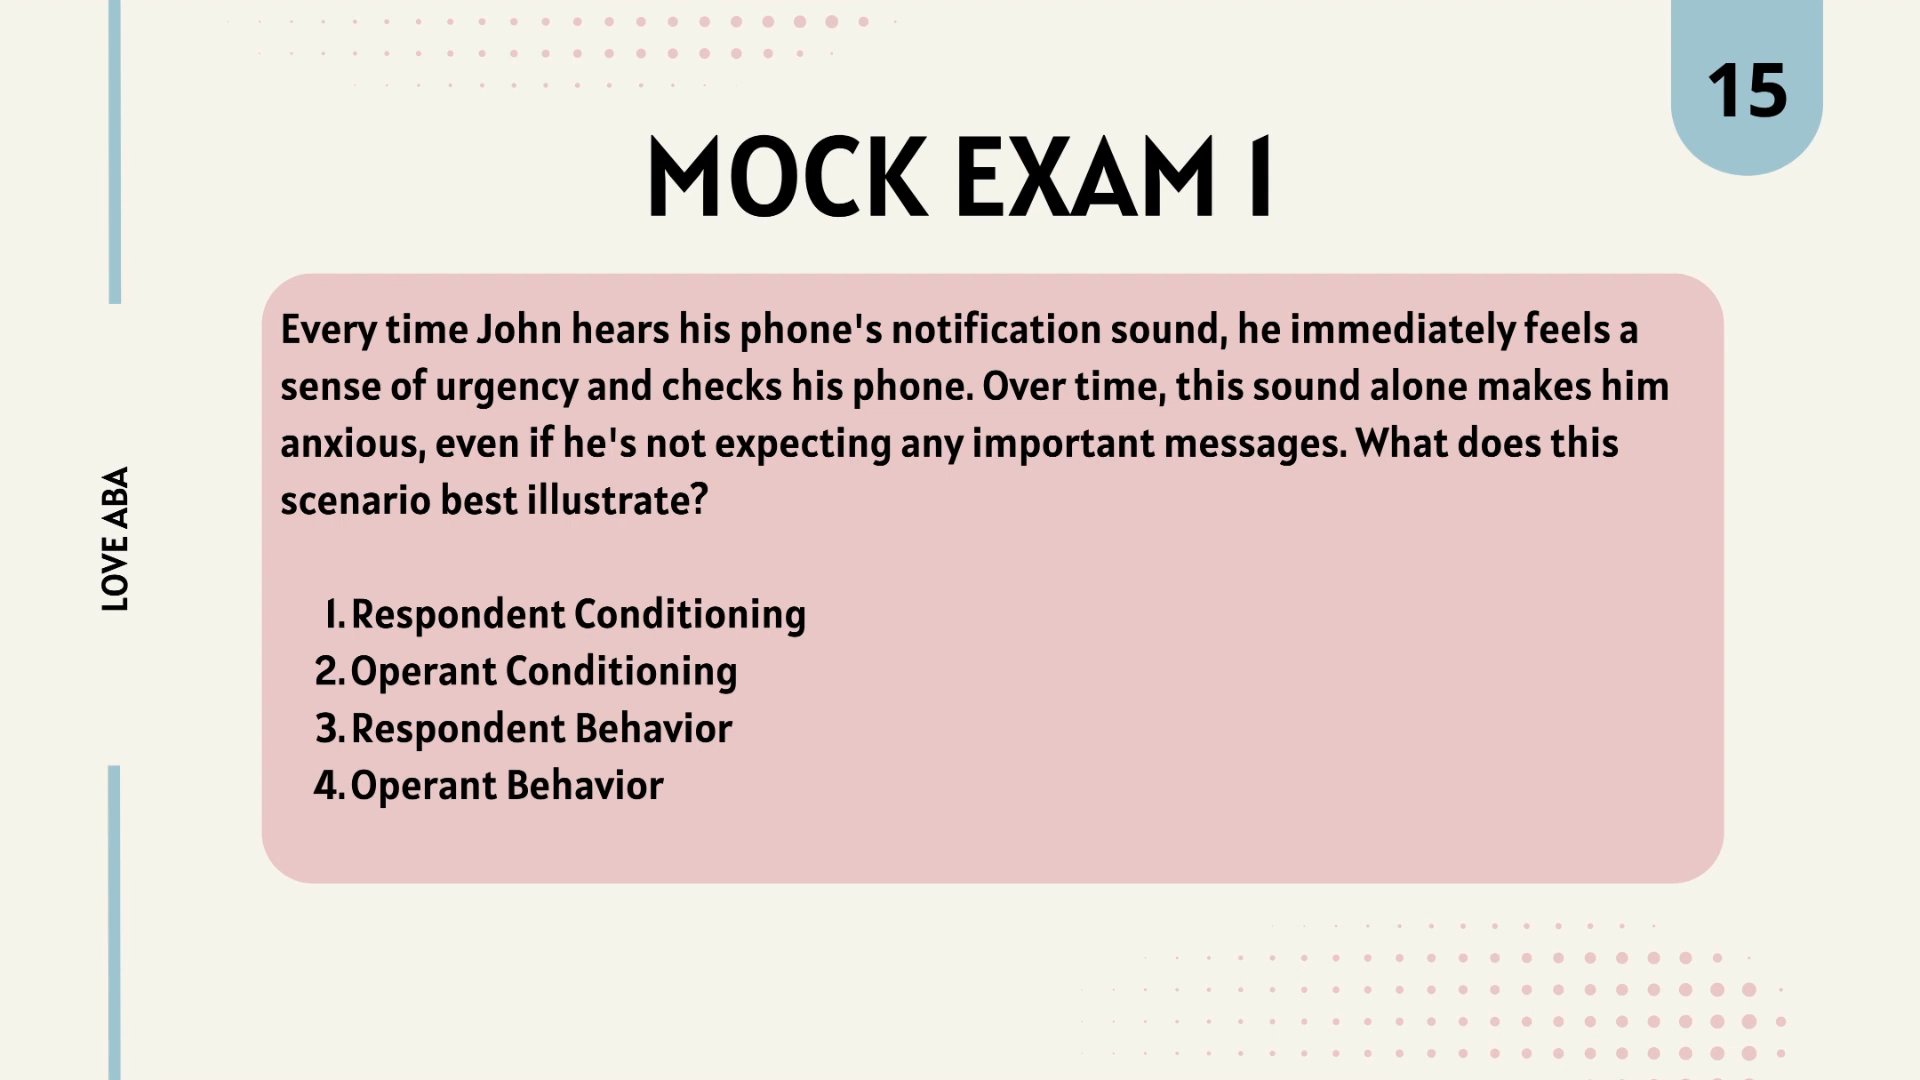 15
MOCK EXAM 1
Every time John hears his phone's notification sound, he immediately feels a
sense of urgency and checks his phone. Over time, this sound alone makes him
anxious, even if he's not expecting any important messages. What does this
scenario best illustrate?
1. Respondent Conditioning
2. Operant Conditioning
3. Respondent Behavior
4. Operant Behavior
LOVE ABA